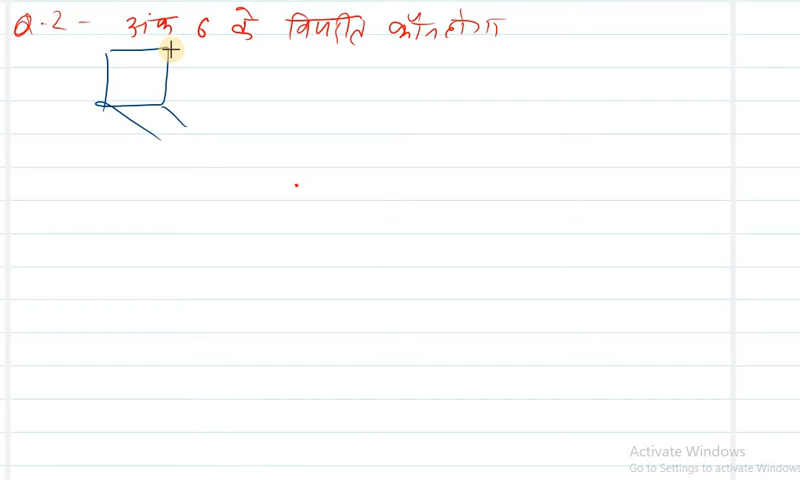 Q.2- अंक 6 के विपरीत कौन होगा
Activate Windows
Go to Settings to activate Windows